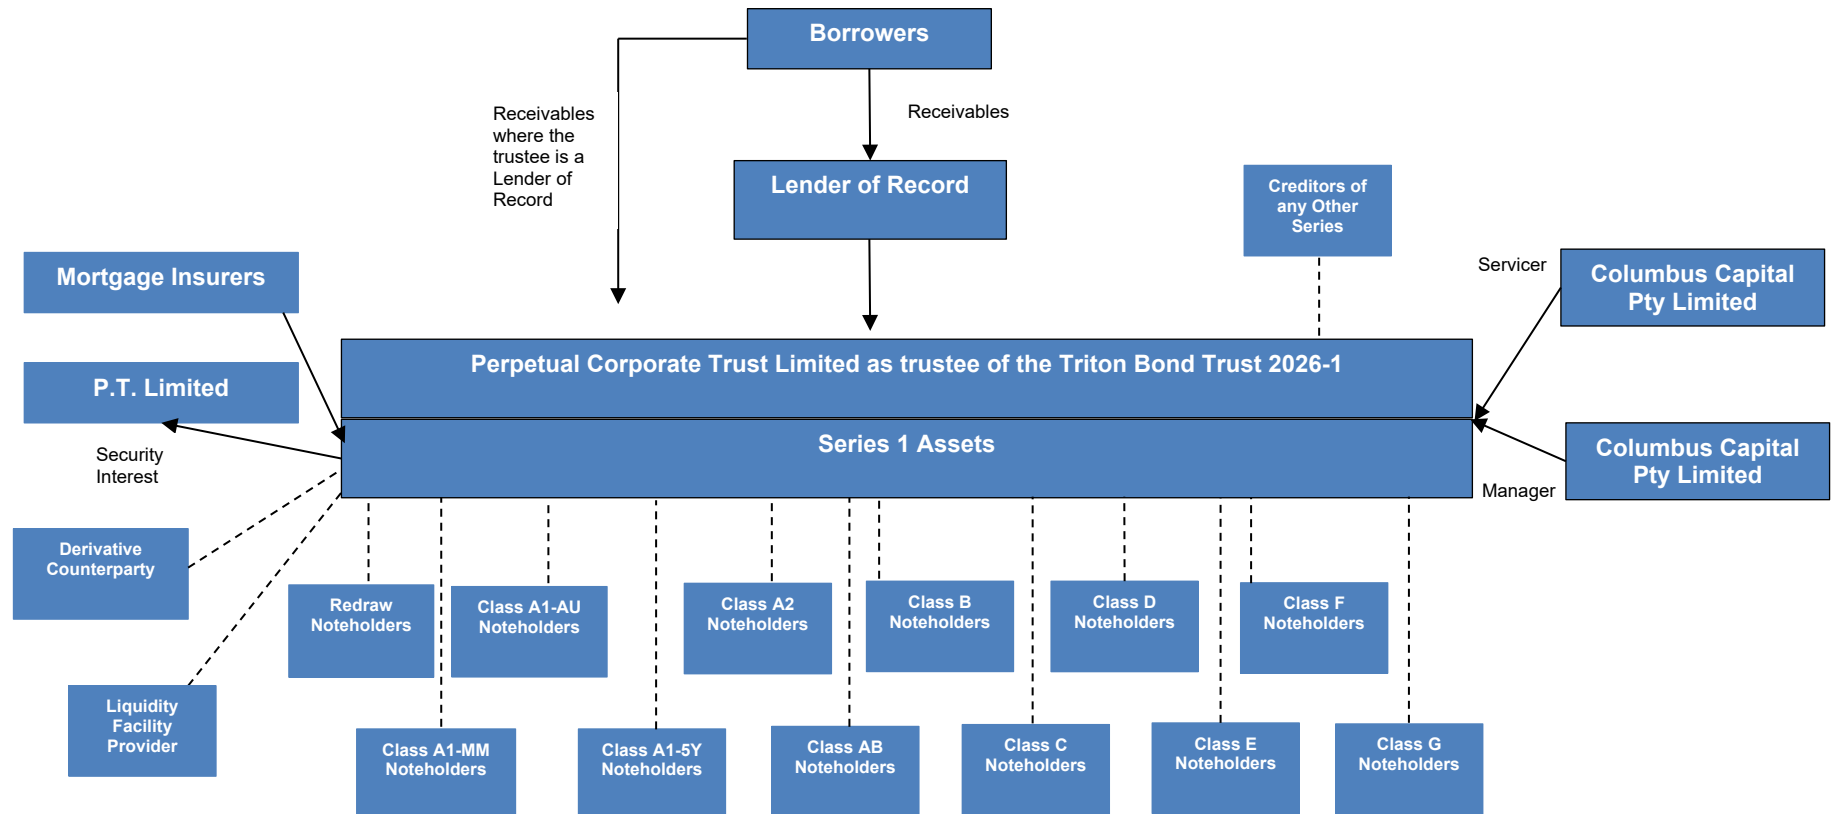 Borrowers
Receivables
where the
trustee is a
Lender of
Record
Receivables
Lender of Record
Creditors of
any Other
Series
Mortgage Insurers
Servicer
Columbus Capital
Pty Limited
Perpetual Corporate Trust Limited as trustee of the Triton Bond Trust 2026-1
P.T. Limited
Series 1 Assets
Columbus Capital
Pty Limited
Security
Interest
Manager
Derivative
Counterparty
Redraw
Noteholders
Class A1-AU
Noteholders
Class A2
Noteholders
Class B
Noteholders
Class D
Noteholders
Class F
Noteholders
Liquidity
Facility
Provider
Class A1-MM
Noteholders
Class A1-5Y
Noteholders
Class AB
Noteholders
Class C
Noteholders
Class E
Noteholders
Class G
Noteholders